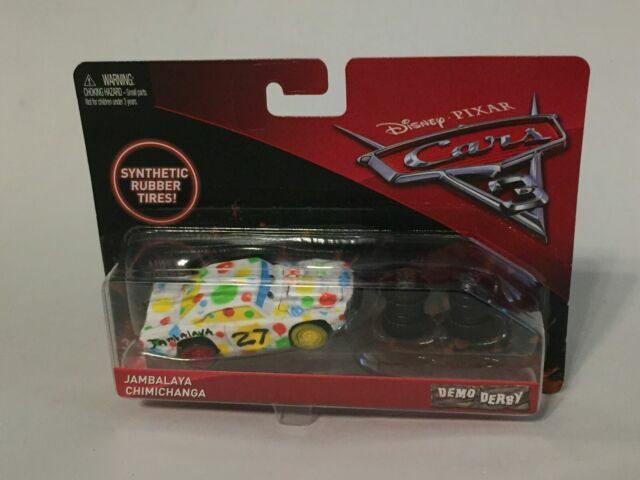 WARNING:
CHOKING HAZARD - Small parts
Not for children under 3 years.
Disney · PIXAR
Cars
3
SYNTHETIC
RUBBER
TIRES!
Jambalaya
27
JAMBALAYA
CHIMICHANGA
DEMO DERBY